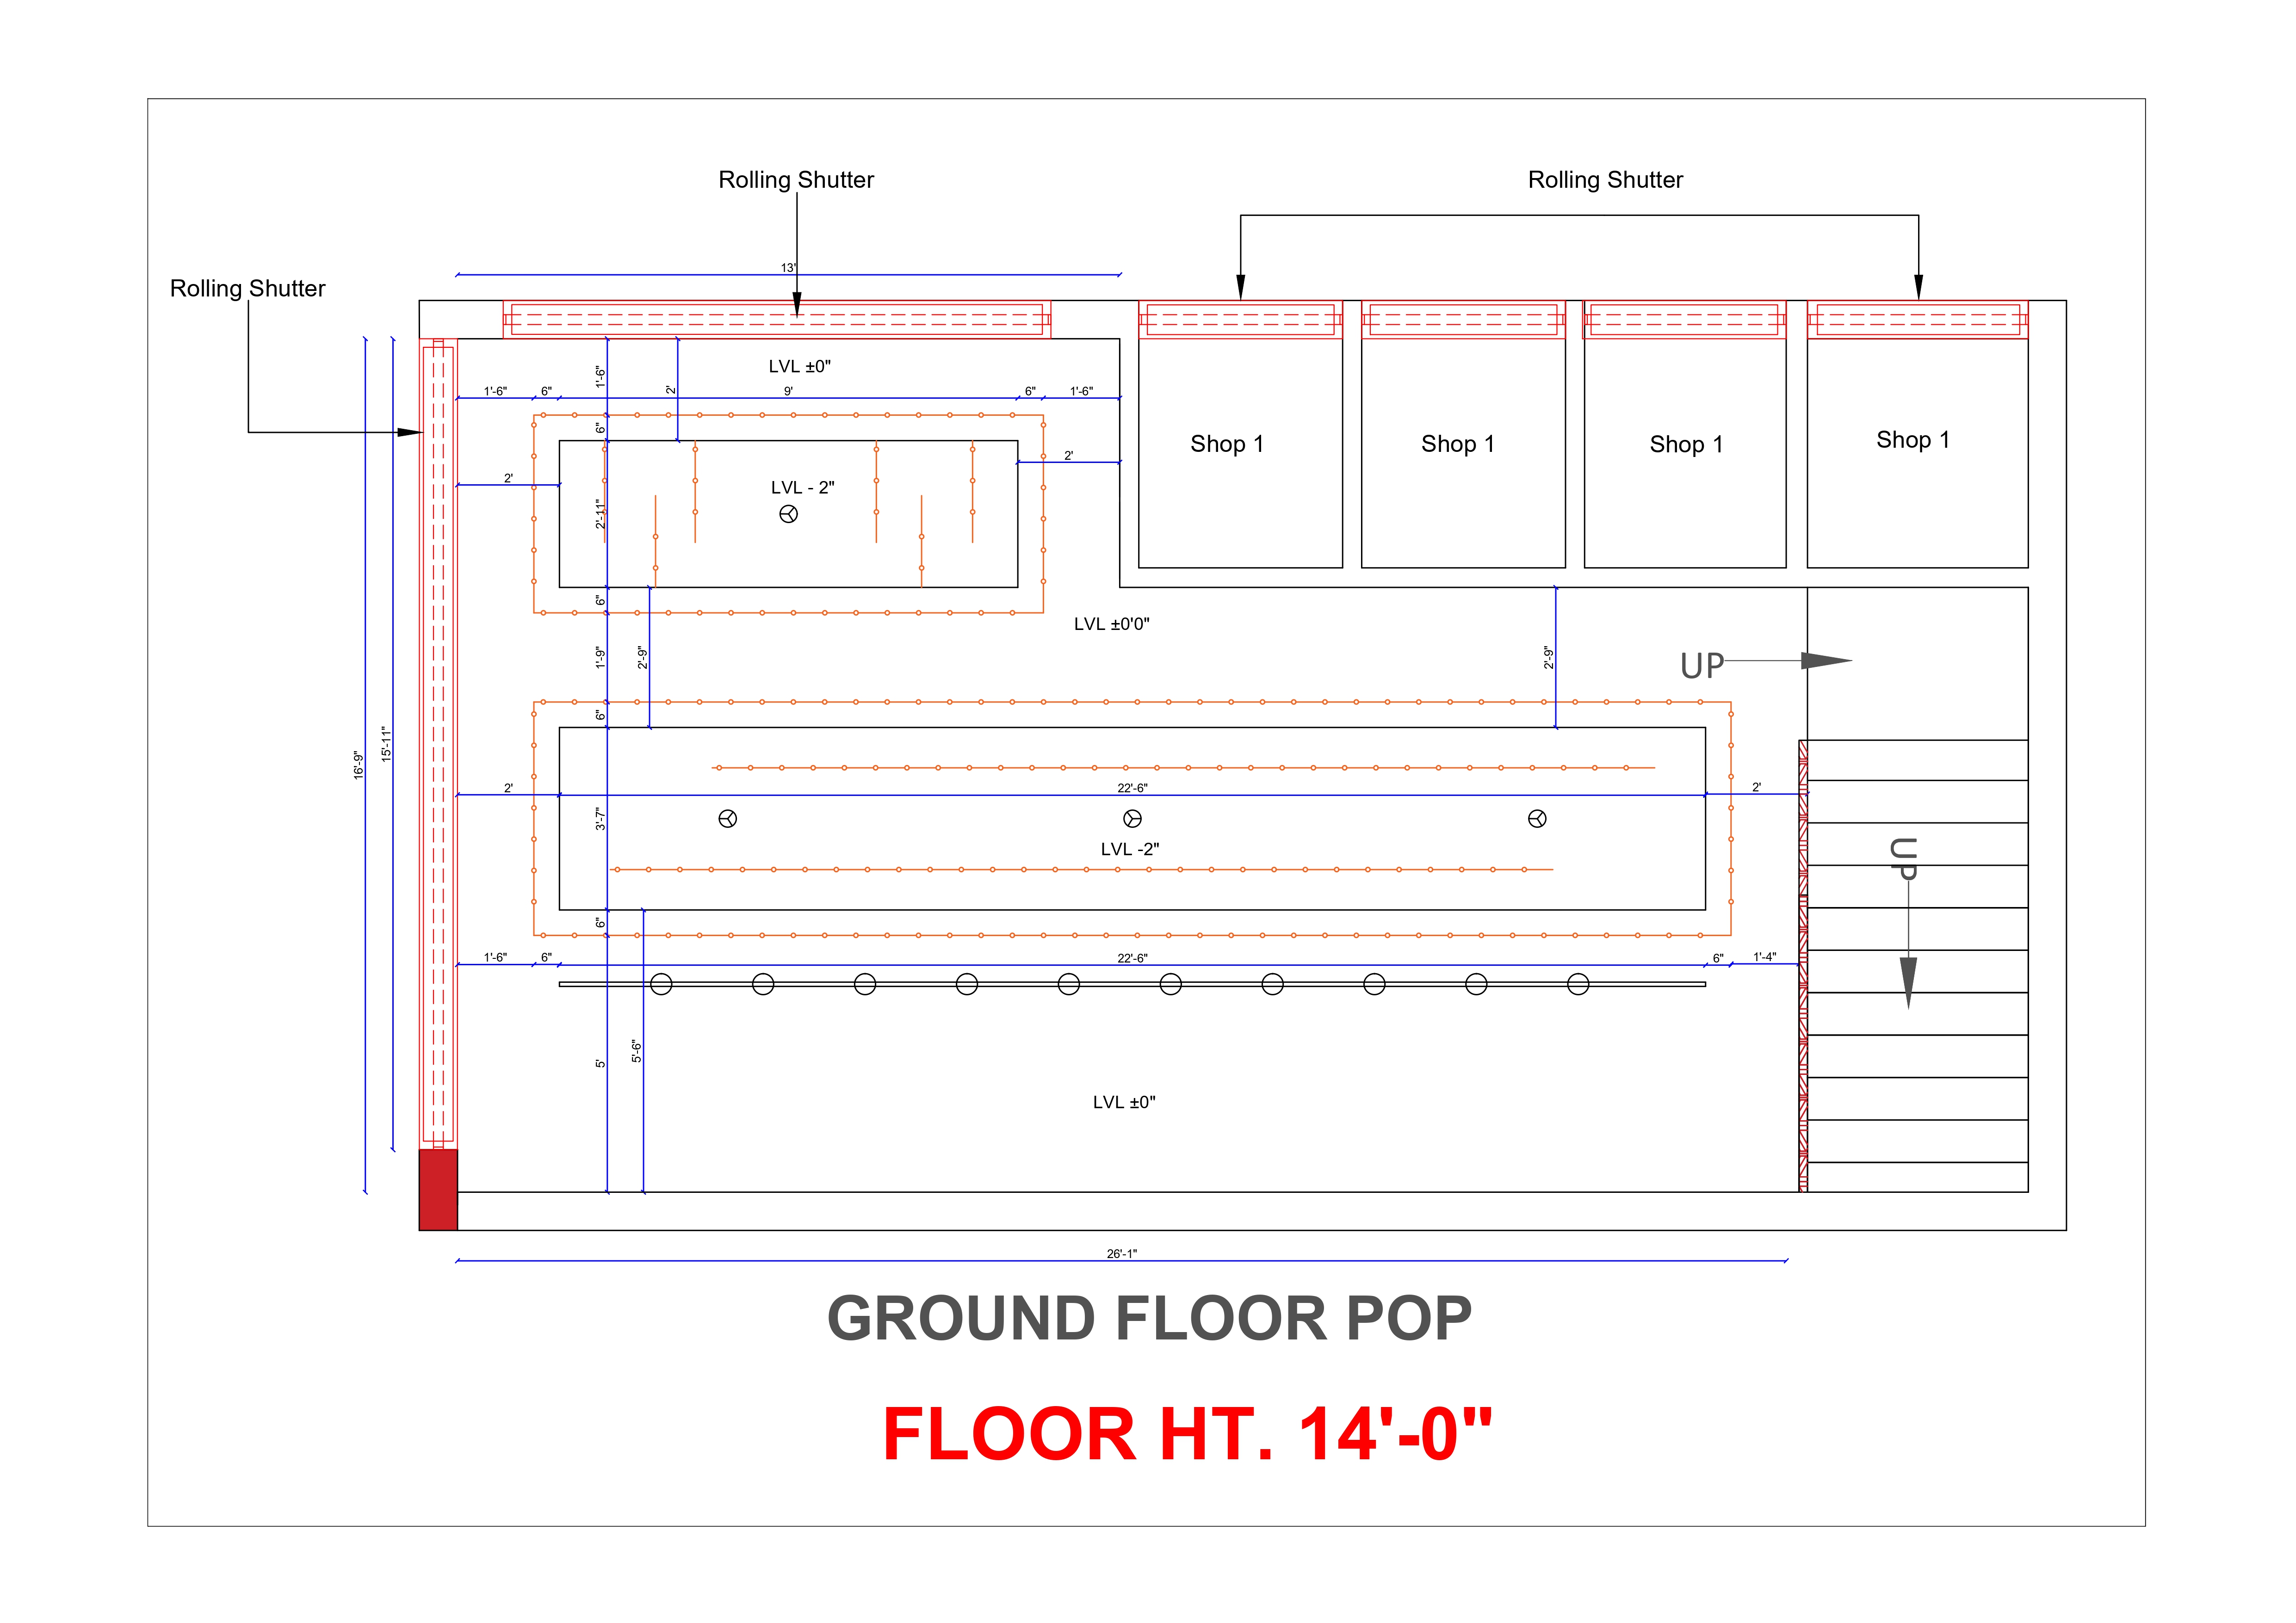 Rolling Shutter
Rolling Shutter
Rolling Shutter
13'
LVL ±0"
1'-6"
2'
1'-6"
6"
9'
6"
1'-6"
6"
Shop 1
Shop 1
Shop 1
Shop 1
2'
2'
LVL - 2"
2'-11"
6"
LVL ±0'0"
1'-9"
2'-9"
2'-9"
UP
6"
16'-9"
15'-11"
2'
22'-6"
2'
3'-7"
LVL -2"
UP
6"
1'-6"
6"
22'-6"
6"
1'-4"
5'
5'-6"
LVL ±0"
26'-1"
GROUND FLOOR POP
FLOOR HT. 14'-0"